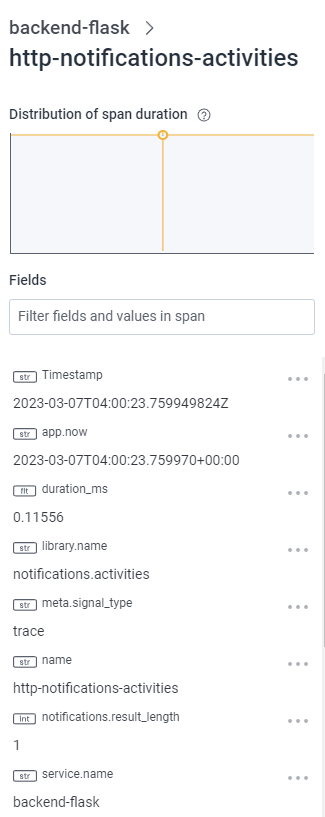 backend-flask >
http-notifications-activities
Distribution of span duration ?
Fields
Filter fields and values in span
str Timestamp
2023-03-07T04:00:23.759949824Z
str app.now
2023-03-07T04:00:23.759970+00:00
flt duration_ms
0.11556
str library.name
notifications.activities
str meta.signal_type
trace
str name
http-notifications-activities
int notifications.result_length
1
str service.name
backend-flask